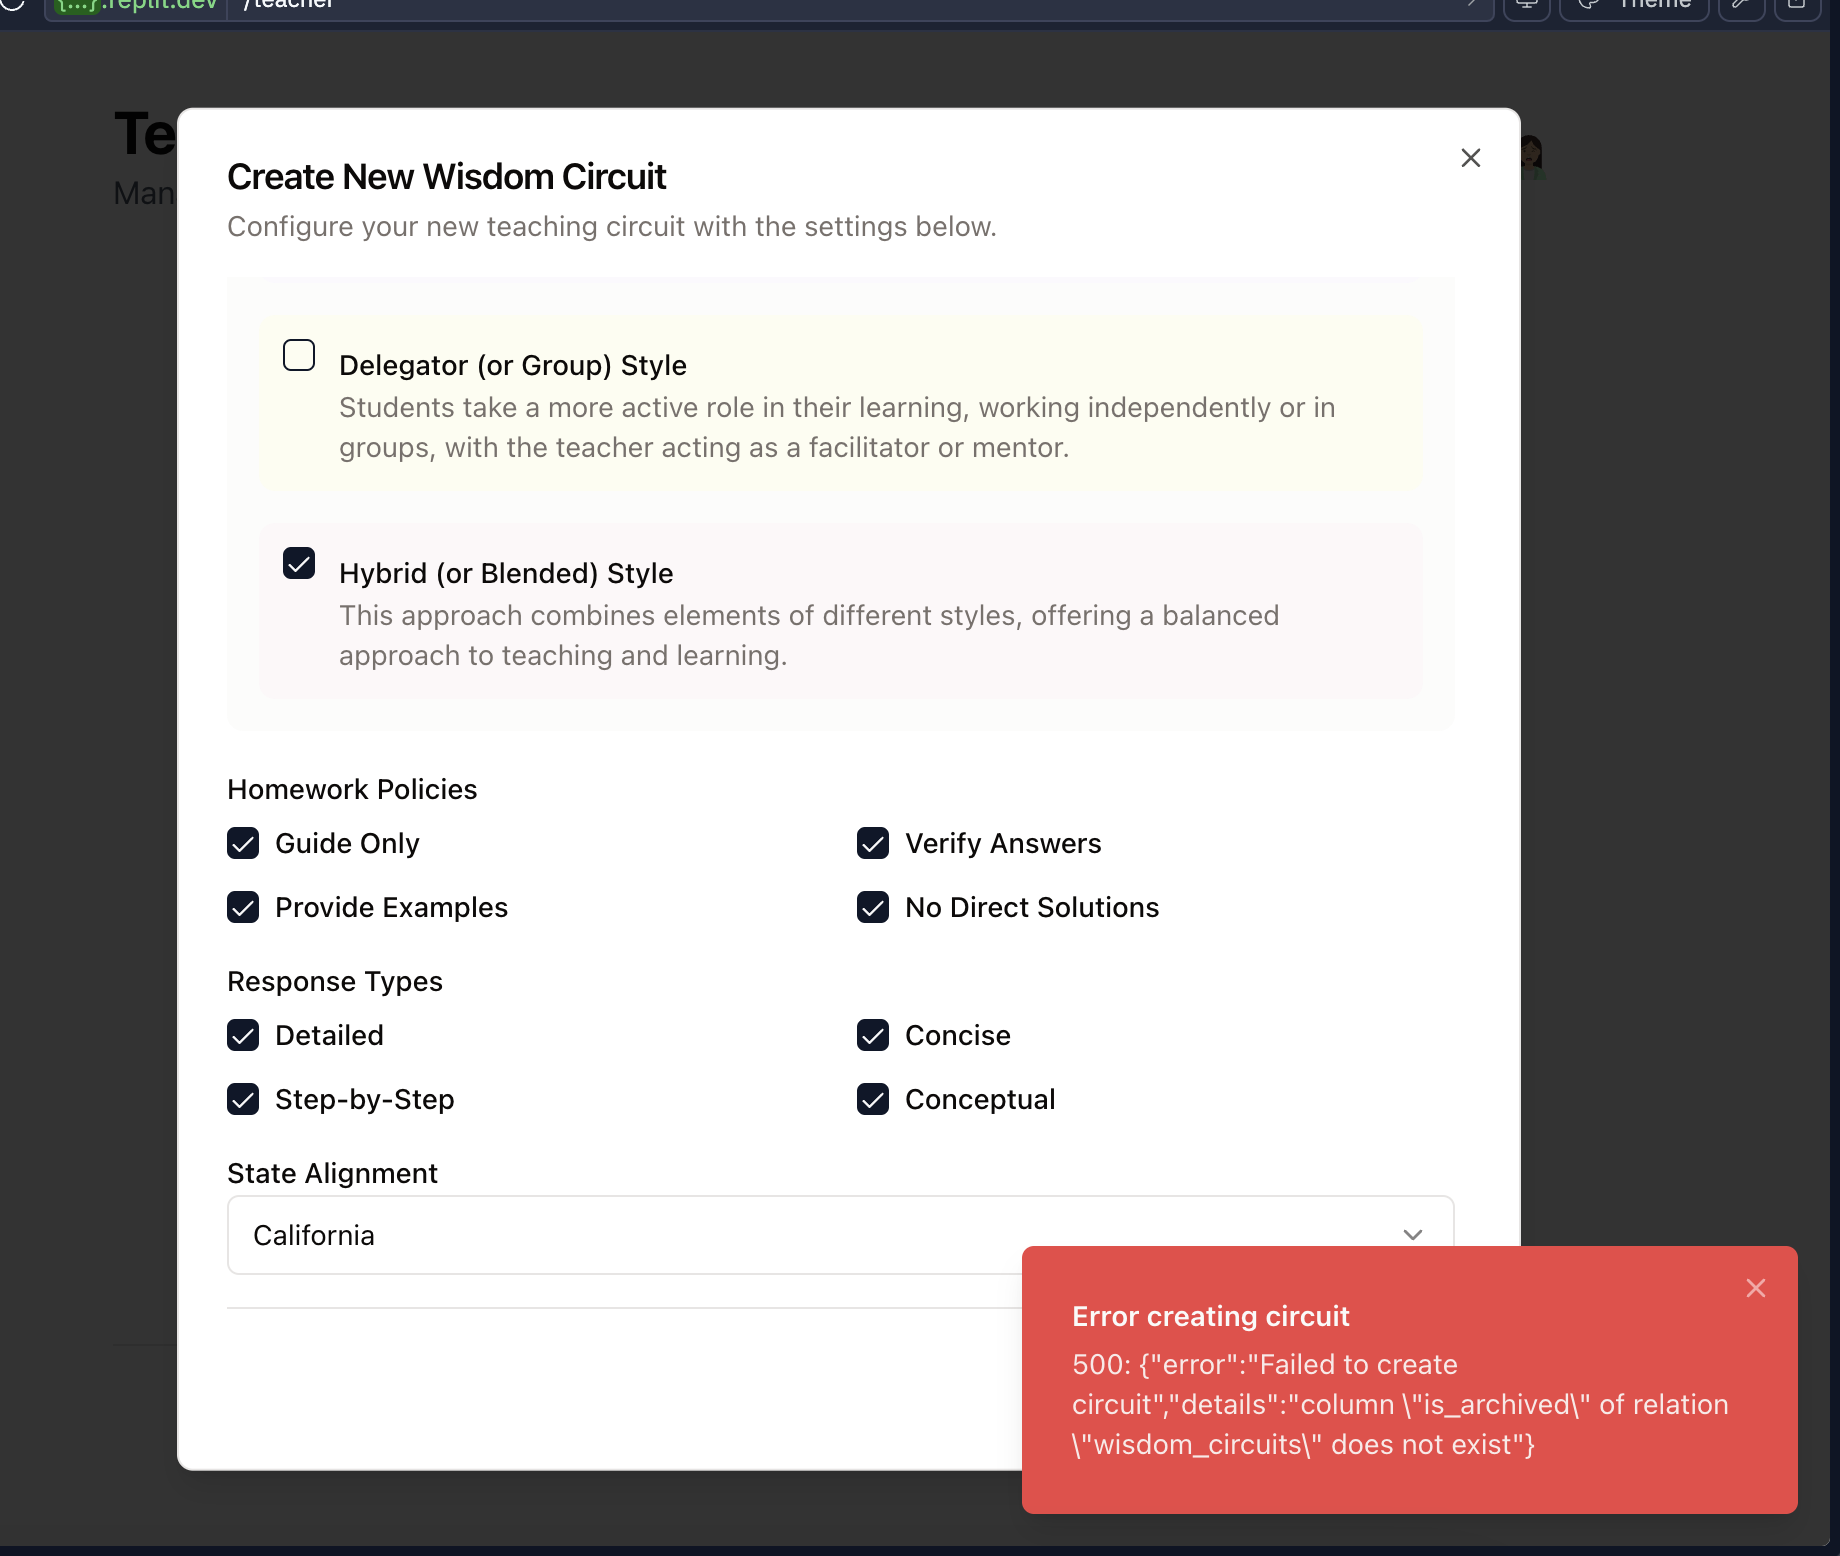 {...}.replit.dev /teacher
Theme
Te
Man
Create New Wisdom Circuit
Configure your new teaching circuit with the settings below.
Delegator (or Group) Style
Students take a more active role in their learning, working independently or in
groups, with the teacher acting as a facilitator or mentor.
Hybrid (or Blended) Style
This approach combines elements of different styles, offering a balanced
approach to teaching and learning.
Homework Policies
Guide Only
Verify Answers
Provide Examples
No Direct Solutions
Response Types
Detailed
Concise
Step-by-Step
Conceptual
State Alignment
California
Error creating circuit
500: {"error":"Failed to create
circuit","details":"column \"is_archived\" of relation
\"wisdom_circuits\" does not exist"}